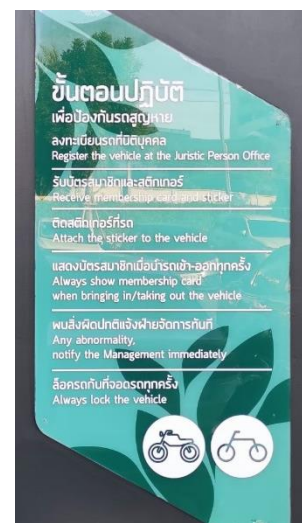 ขั้นตอนปฏิบัติ
เพื่อป้องกันรถสูญหาย
ลงทะเบียนรถที่นิติบุคคล
Register the vehicle at the Juristic Person Office
รับบัตรสมาชิกและสติกเกอร์
Receive membership card and sticker
ติดสติกเกอร์ที่รถ
Attach the sticker to the vehicle
แสดงบัตรสมาชิกเมื่อนำรถเข้า-ออกทุกครั้ง
Always show membership card
when bringing in/taking out the vehicle
พบสิ่งผิดปกติแจ้งฝ่ายจัดการทันที
Any abnormality,
notify the Management immediately
ล็อครถกับที่จอดรถทุกครั้ง
Always lock the vehicle